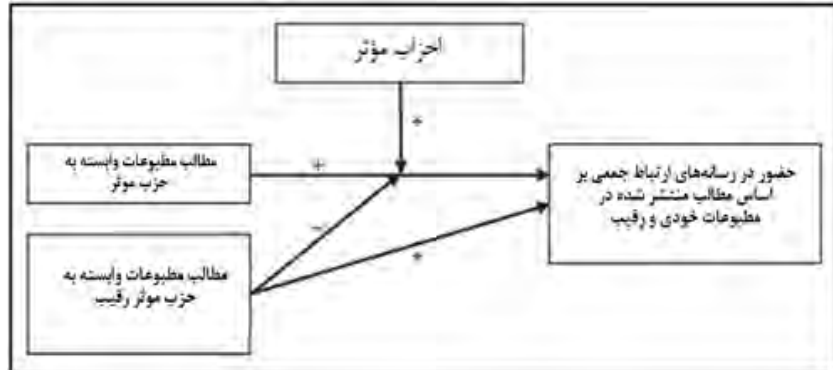 احزاب مؤثر
+
مطالب مطبوعات وابسته به
حزب موثر
+
حضور در رسانه‌های ارتباط جمعی بر
اساس مطالب منتشر شده در
مطبوعات خودی و رقیب
مطالب مطبوعات وابسته به
حزب موثر رقیب
-
+